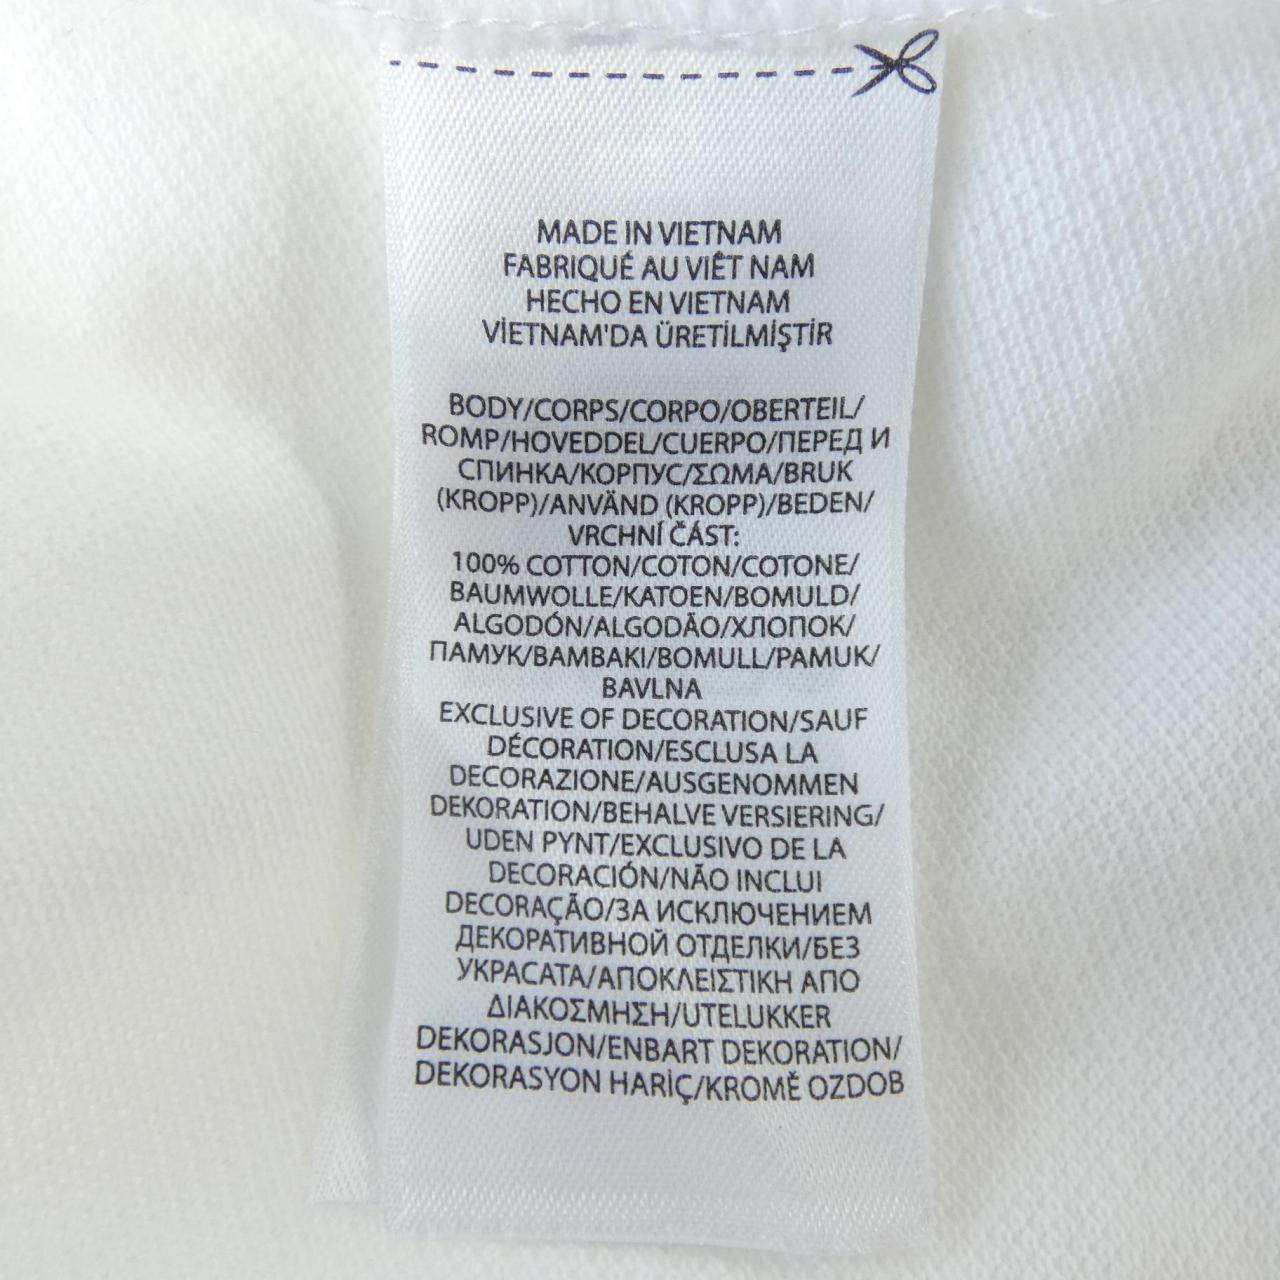 MADE IN VIETNAM
FABRIQUÉ AU VIÊT NAM
HECHO EN VIETNAM
VİETNAM'DA ÜRETİLMİŞTİR
BODY/CORPS/CORPO/OBERTEIL/
ROMP/HOVEDDEL/CUERPO/ПЕРЕД И
СПИНКА/КОРПУС/ΣΩΜΑ/BRUK
(KROPP)/ANVÄND (KROPP)/BEDEN/
VRCHNÍ ČÁST:
100% COTTON/COTON/COTONE/
BAUMWOLLE/KATOEN/BOMULD/
ALGODÓN/ALGODÃO/ХЛОПОК/
ПАМУК/ΒΑΜΒΑΚΙ/BOMULL/PAMUK/
BAVLNA
EXCLUSIVE OF DECORATION/SAUF
DÉCORATION/ESCLUSA LA
DECORAZIONE/AUSGENOMMEN
DEKORATION/BEHALVE VERSIERING/
UDEN PYNT/EXCLUSIVO DE LA
DECORACIÓN/NÃO INCLUI
DECORAÇÃO/ЗА ИСКЛЮЧЕНИЕМ
ДЕКОРАТИВНОЙ ОТДЕЛКИ/БЕЗ
УКРАСАТА/ΑΠΟΚΛΕΙΣΤΙΚΗ ΑΠΟ
ΔΙΑΚΟΣΜΗΣΗ/UTELUKKER
DEKORASJON/ENBART DEKORATION/
DEKORASYON HARİÇ/KROMĚ OZDOB